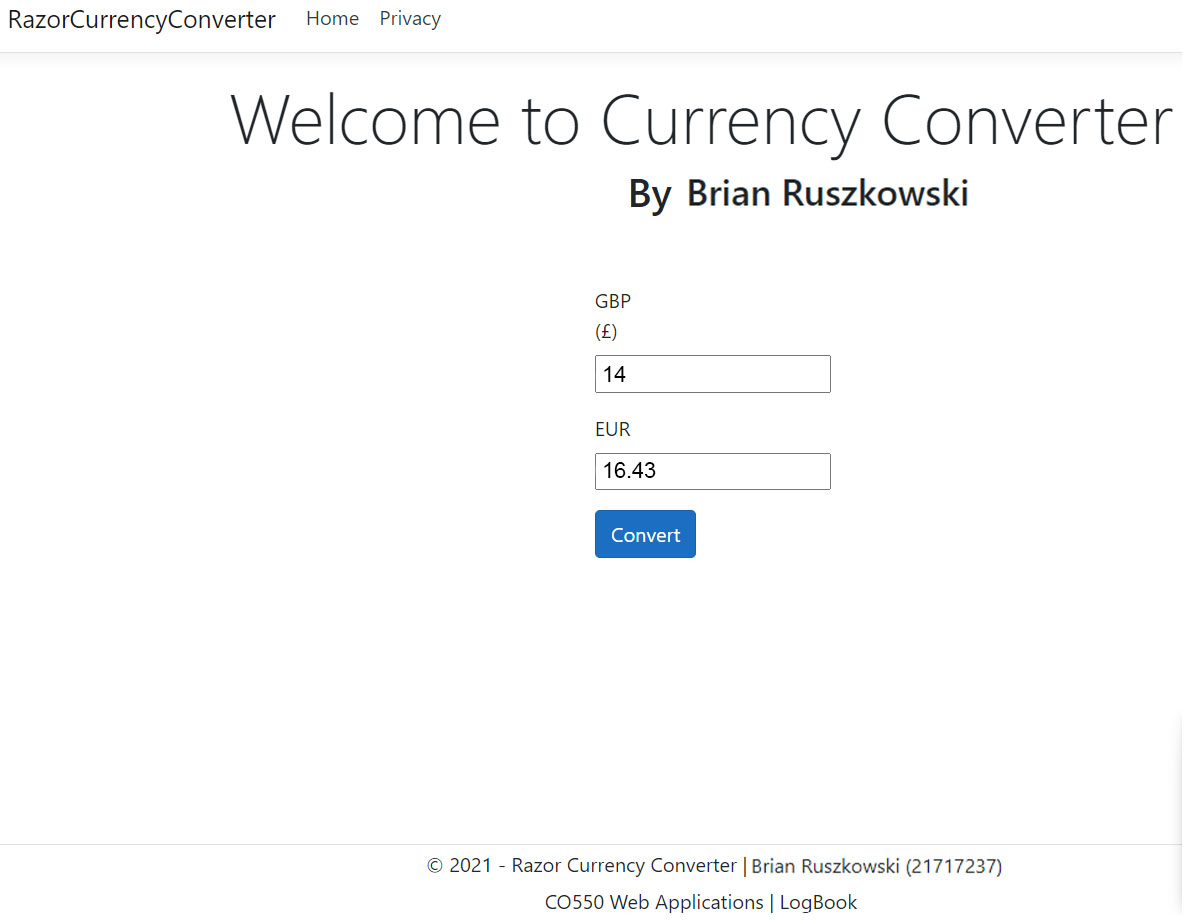 RazorCurrencyConverter Home Privacy
Welcome to Currency Converter
By Brian Ruszkowski
GBP
(£)
14
EUR
16.43
Convert
© 2021 - Razor Currency Converter | Brian Ruszkowski (21717237)
CO550 Web Applications | LogBook